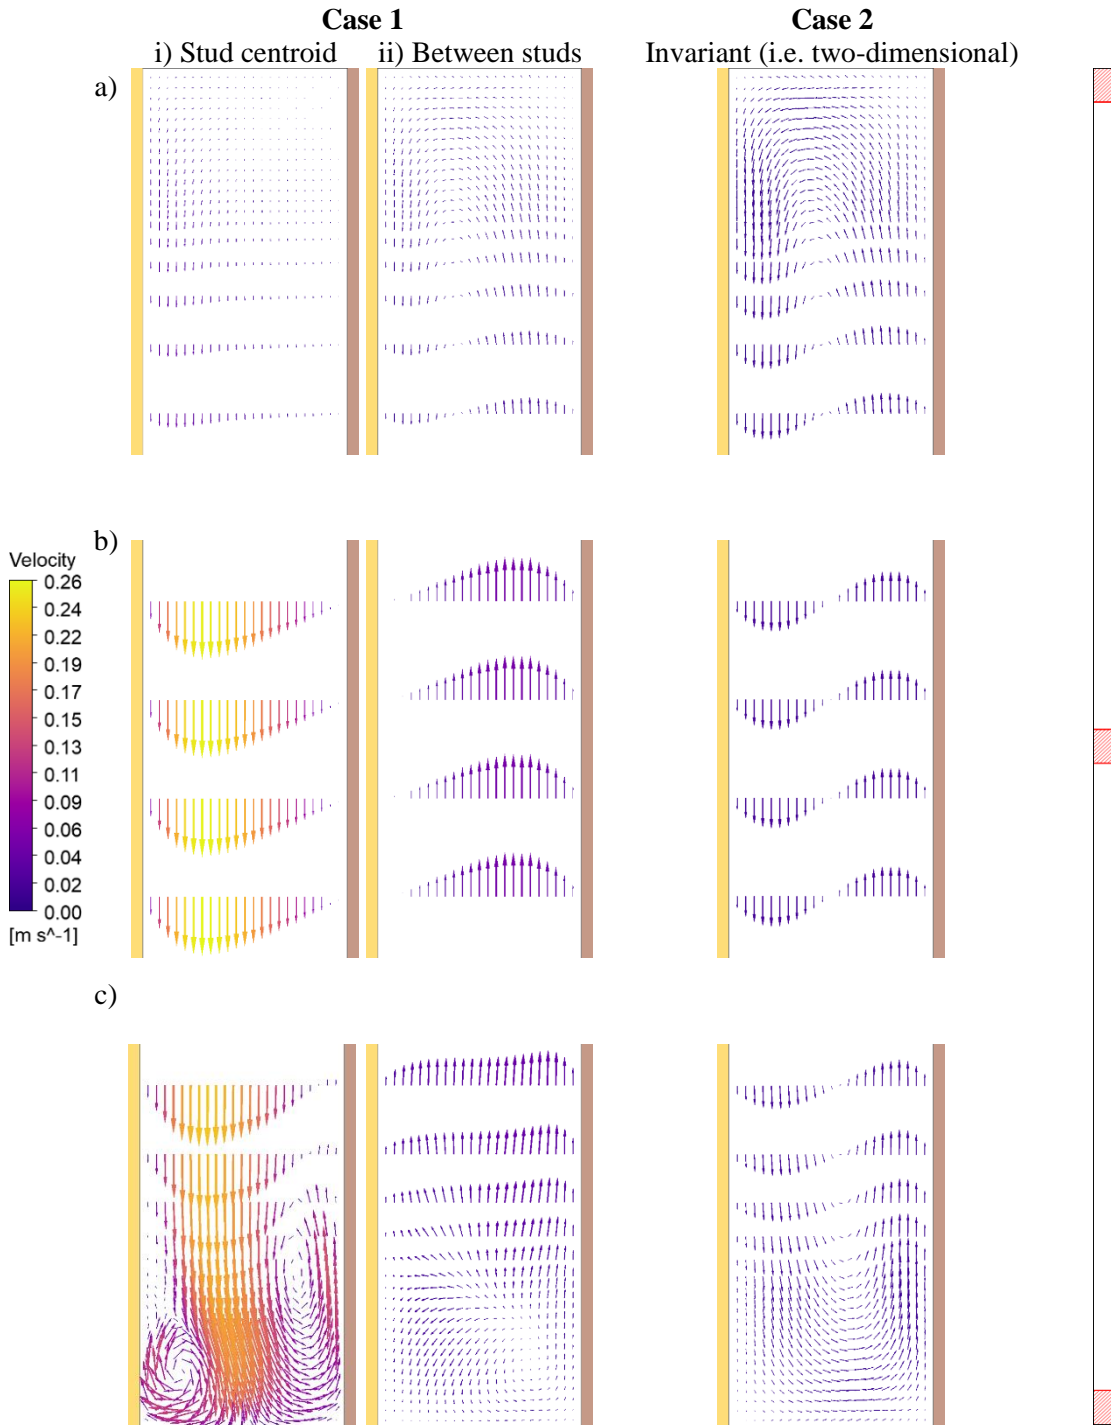 Case 1
Case 2
i) Stud centroid
ii) Between studs
Invariant (i.e. two-dimensional)
a)
b)
Velocity
0.26
0.24
0.22
0.19
0.17
0.15
0.13
0.11
0.09
0.06
0.04
0.02
0.00
[m s^-1]
c)